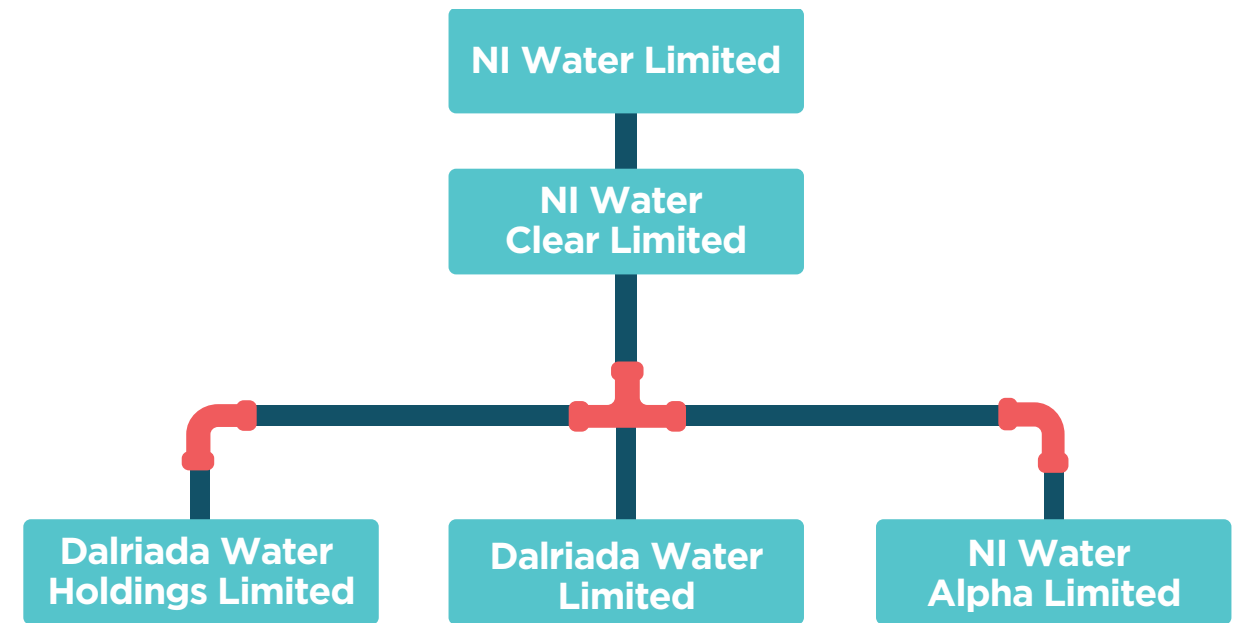 NI Water Limited
NI Water
Clear Limited
Dalriada Water
Holdings Limited
Dalriada Water
Limited
NI Water
Alpha Limited